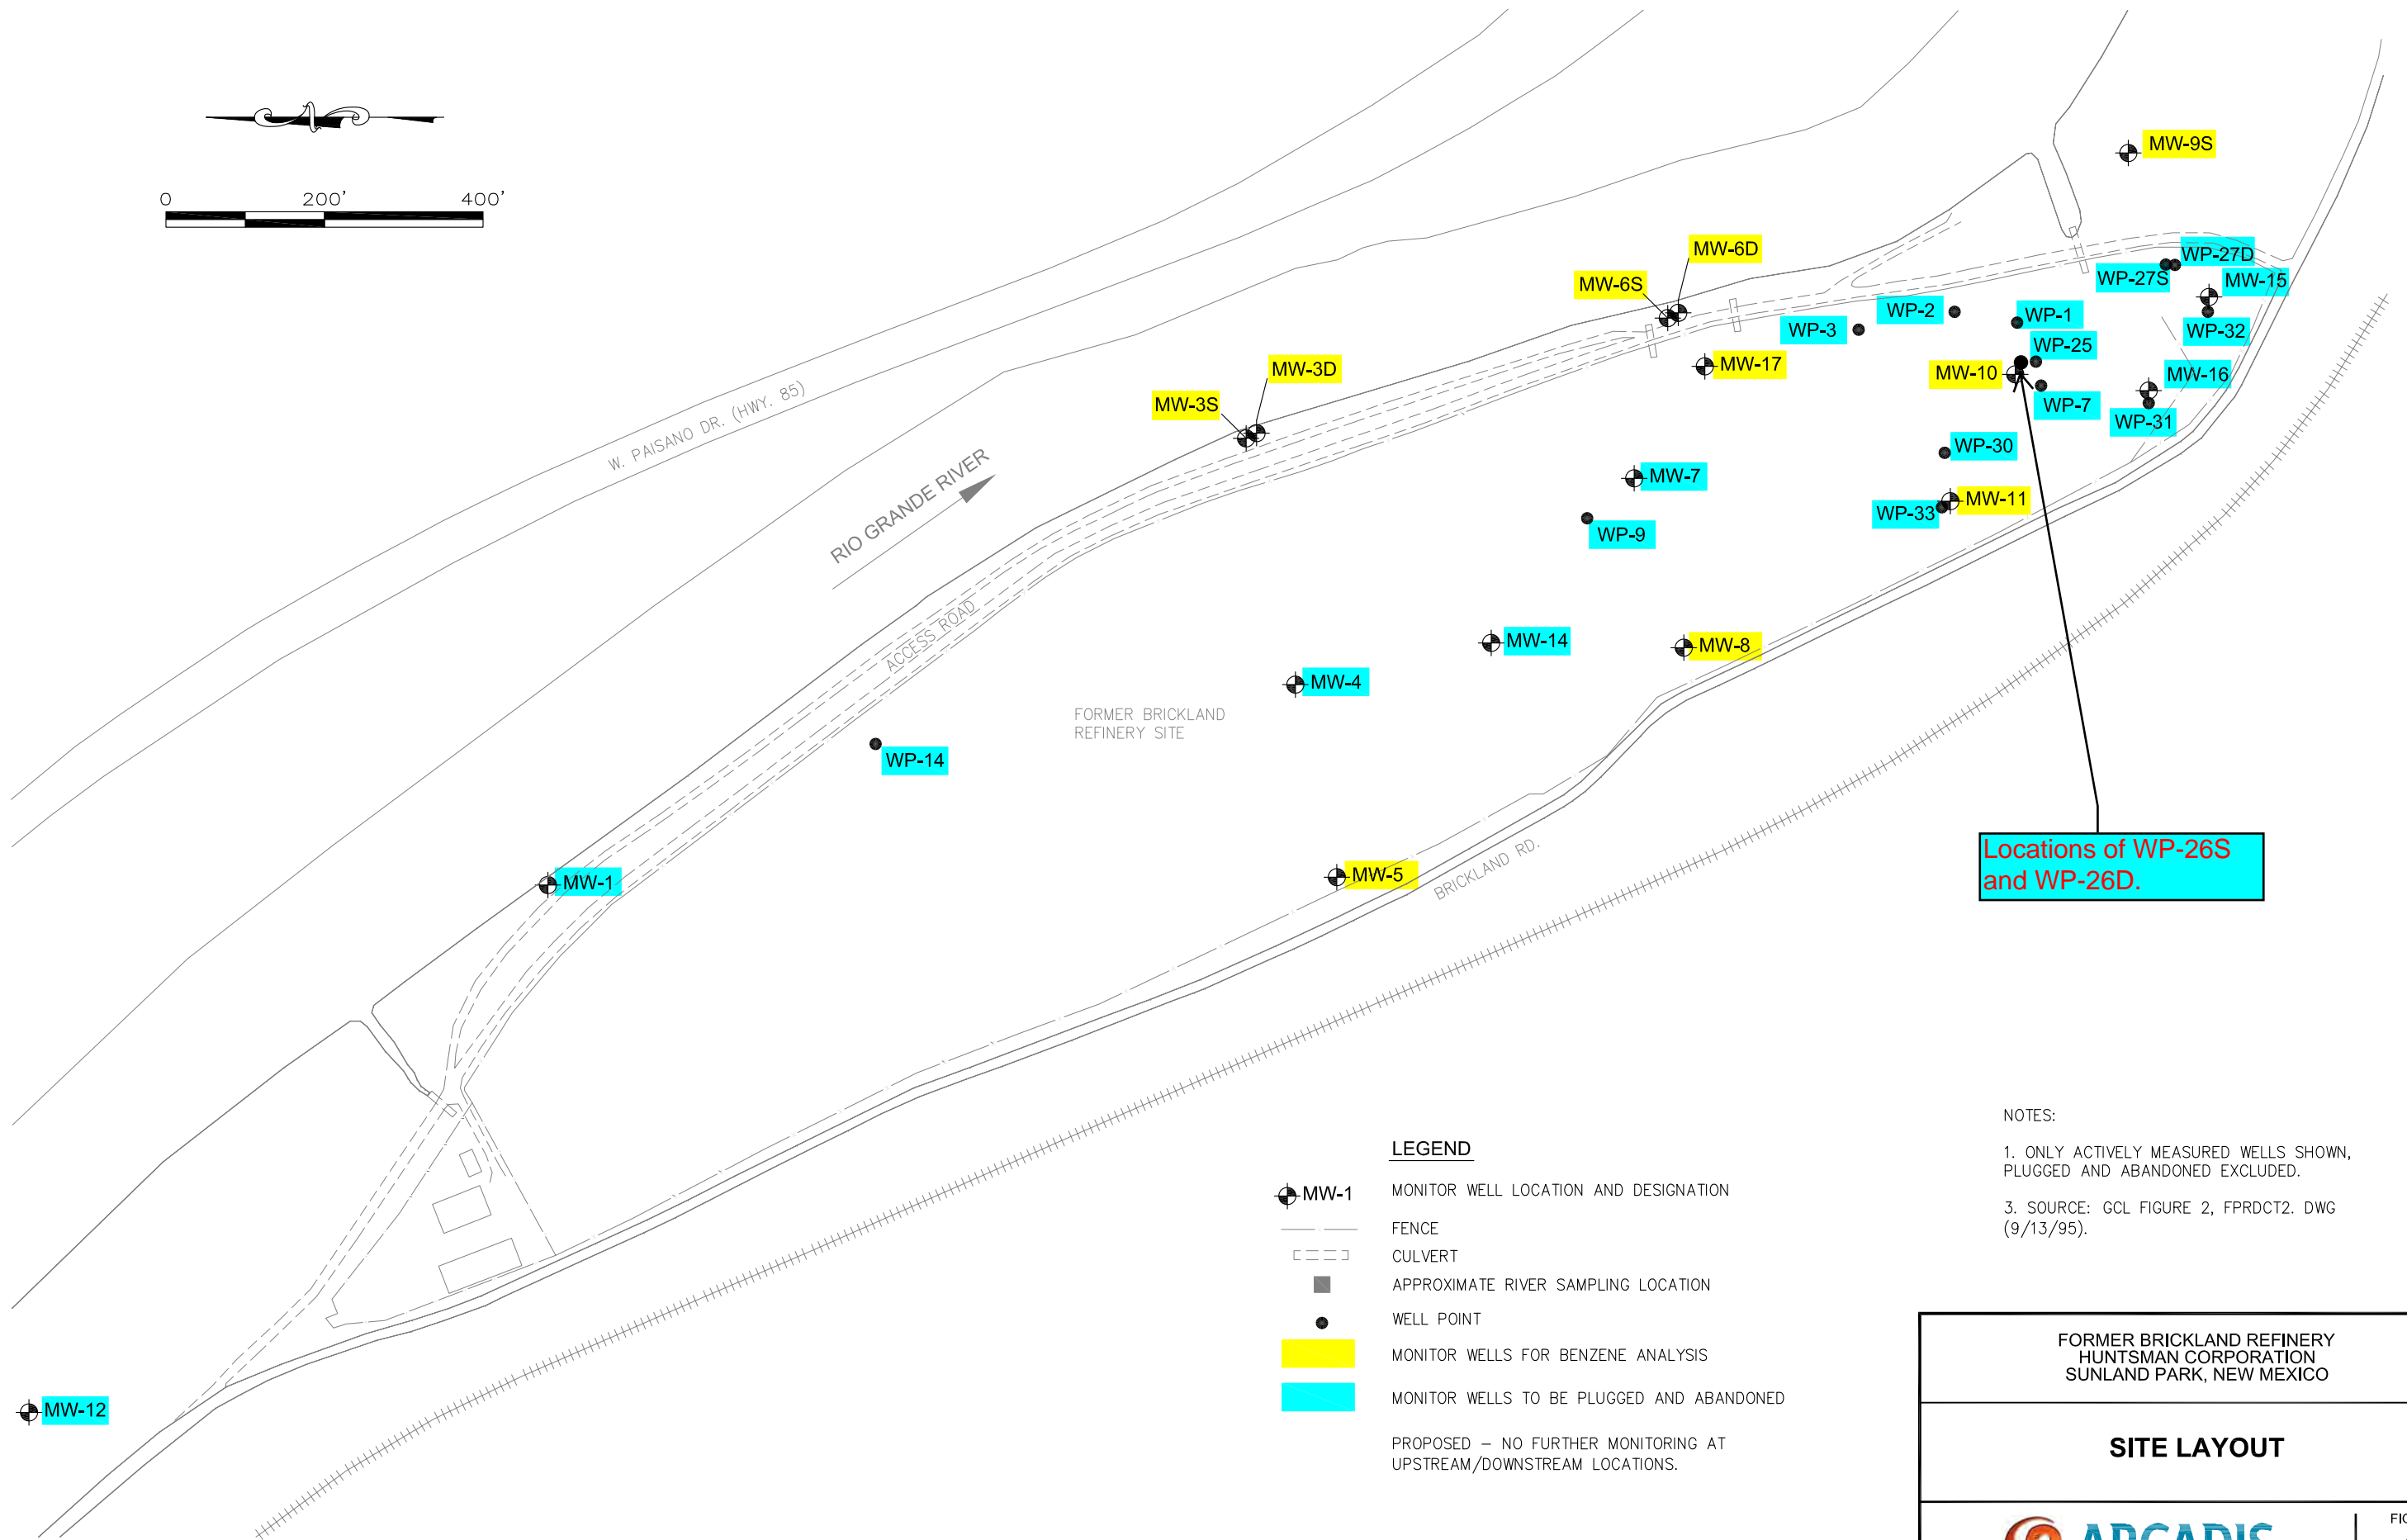 0 200' 400'
W. PAISANO DR. (HWY. 85)
RIO GRANDE RIVER
ACCESS ROAD
FORMER BRICKLAND
REFINERY SITE
BRICKLAND RD.
MW-9S
MW-6D
MW-6S
WP-27D
WP-27S
MW-15
WP-2
WP-1
WP-3
WP-32
WP-25
MW-17
MW-10
MW-16
MW-3D
MW-3S
WP-7
WP-31
WP-30
MW-7
MW-11
WP-33
WP-9
MW-14
MW-8
MW-4
WP-14
MW-1
MW-5
MW-12
Locations of WP-26S
and WP-26D.
LEGEND
MW-1 MONITOR WELL LOCATION AND DESIGNATION
FENCE
CULVERT
APPROXIMATE RIVER SAMPLING LOCATION
WELL POINT
MONITOR WELLS FOR BENZENE ANALYSIS
MONITOR WELLS TO BE PLUGGED AND ABANDONED
PROPOSED – NO FURTHER MONITORING AT
UPSTREAM/DOWNSTREAM LOCATIONS.
NOTES:
1. ONLY ACTIVELY MEASURED WELLS SHOWN,
PLUGGED AND ABANDONED EXCLUDED.
3. SOURCE: GCL FIGURE 2, FPRDCT2. DWG
(9/13/95).
FORMER BRICKLAND REFINERY
HUNTSMAN CORPORATION
SUNLAND PARK, NEW MEXICO
SITE LAYOUT
ARCADIS